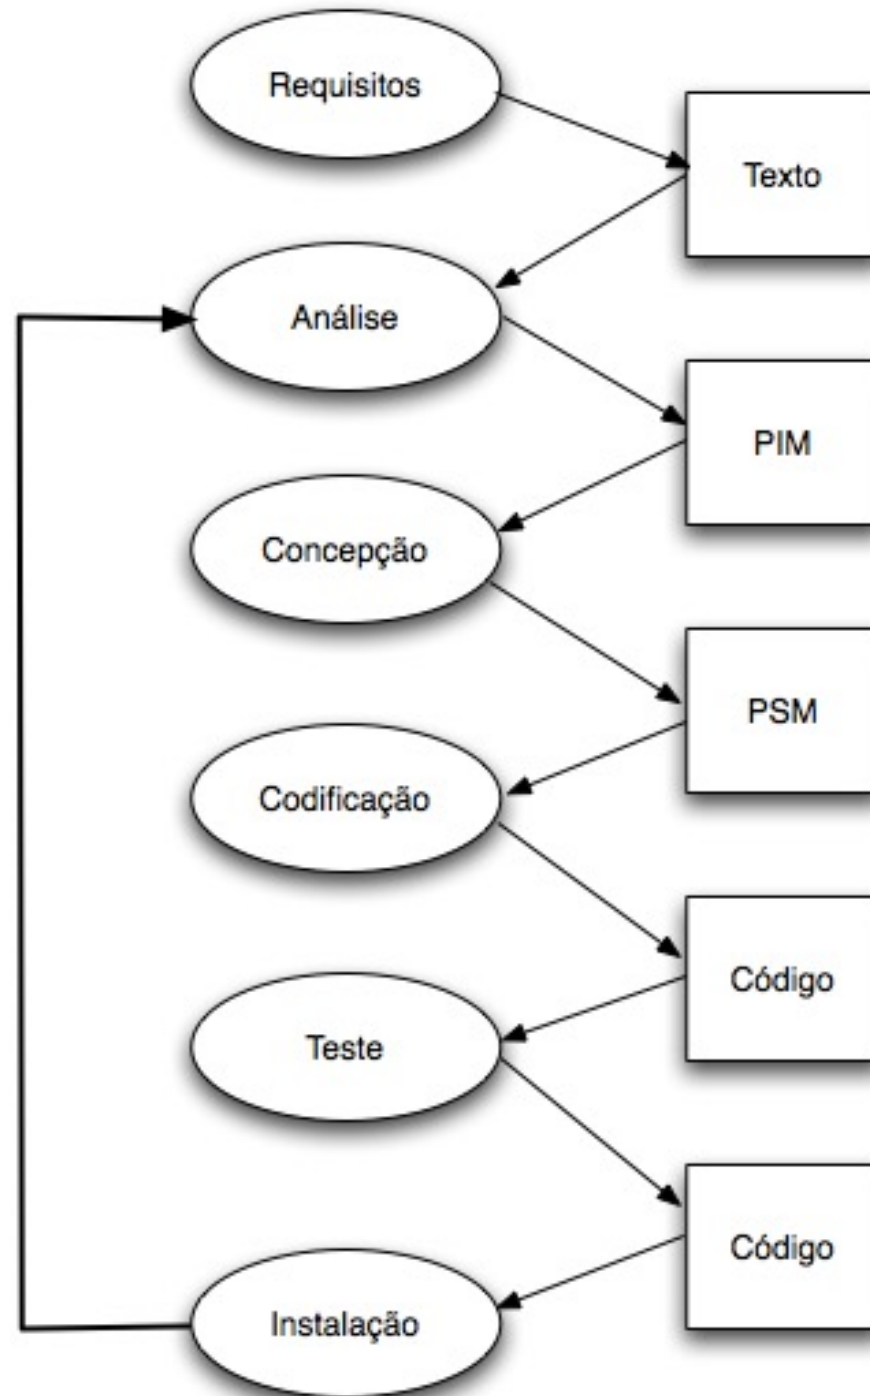 Requisitos
Texto
Análise
PIM
Concepção
PSM
Codificação
Código
Teste
Código
Instalação